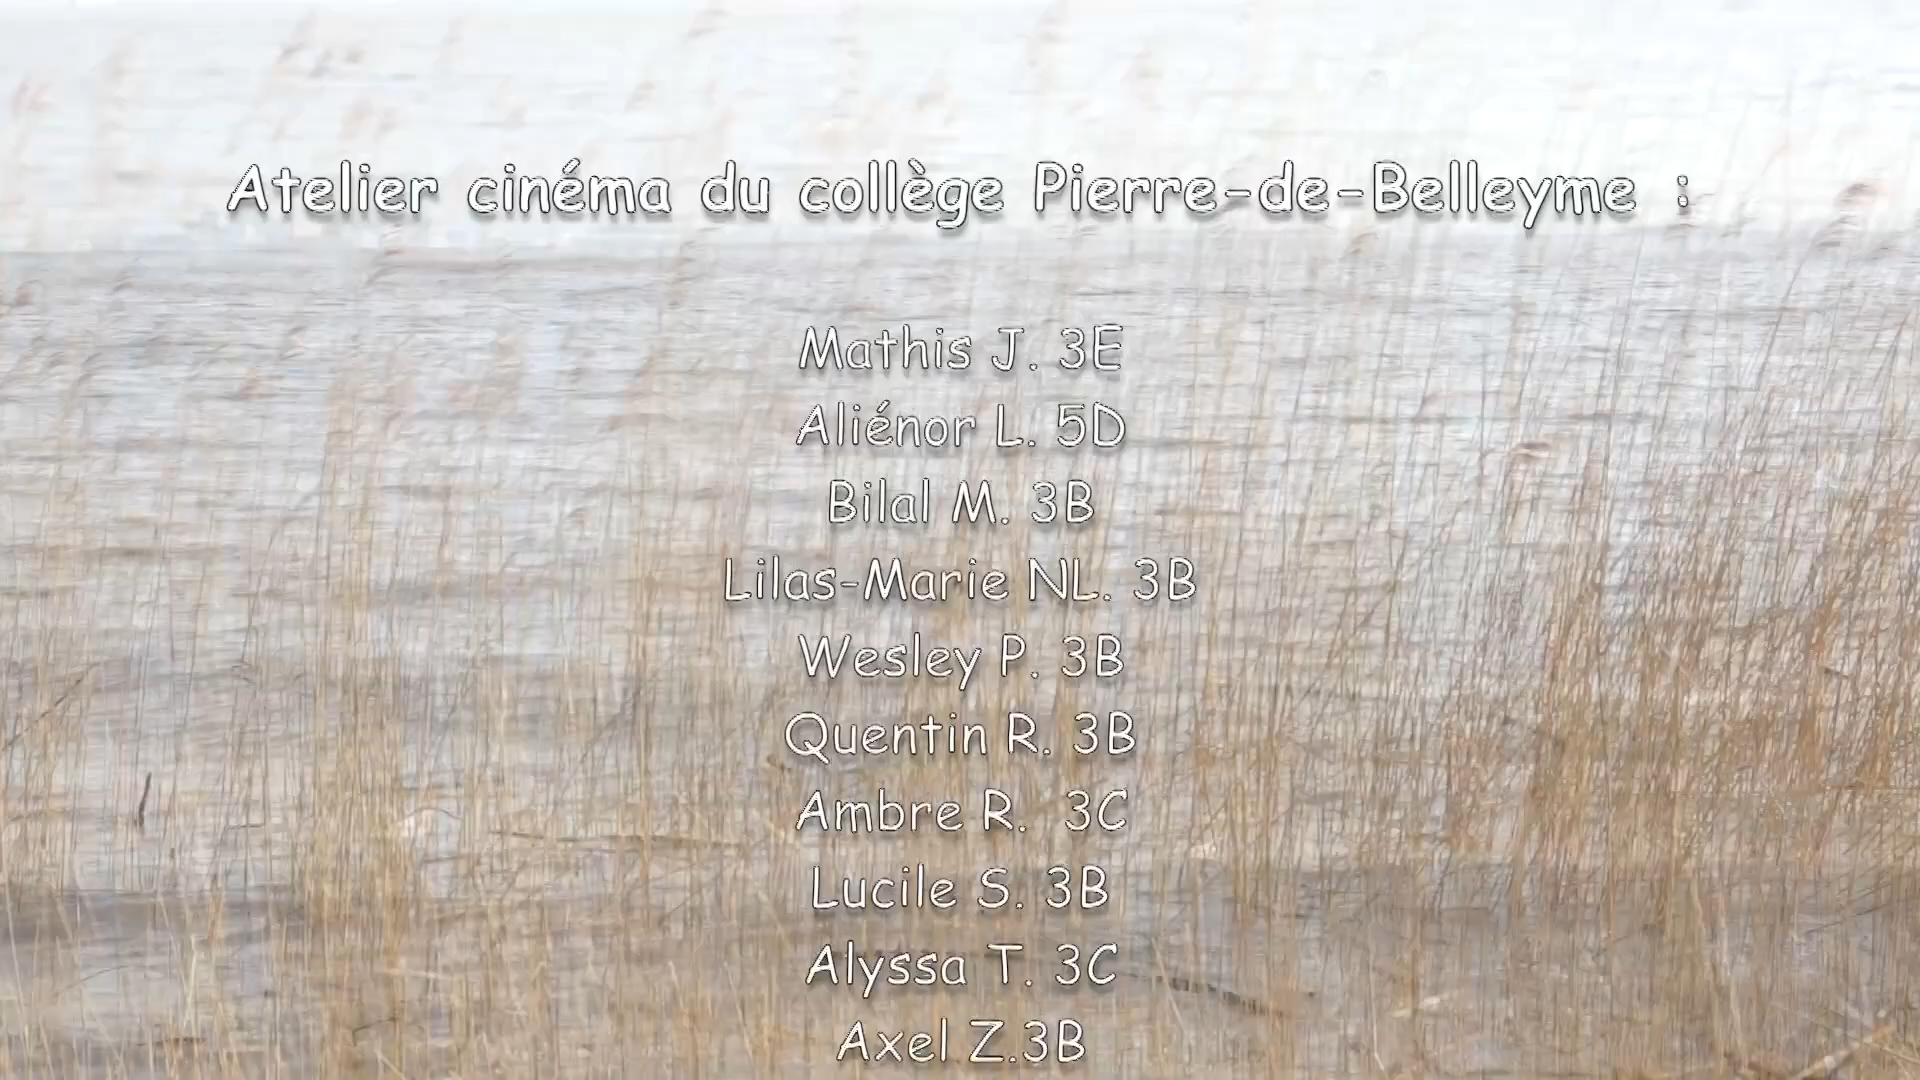 Atelier cinéma du collège Pierre-de-Belleyme :
Mathis J. 3E
Aliénor L. 5D
Bilal M. 3B
Lilas-Marie NL. 3B
Wesley P. 3B
Quentin R. 3B
Ambre R. 3C
Lucile S. 3B
Alyssa T. 3C
Axel Z.3B